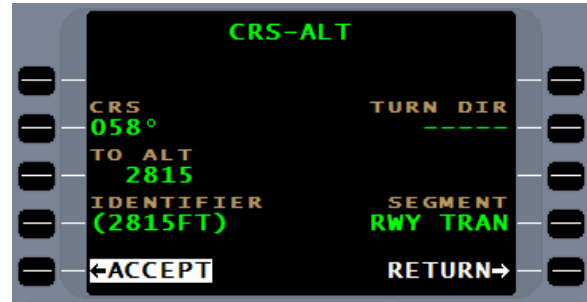 CRS-ALT
CRS TURN DIR
058° -----
TO ALT
2815
IDENTIFIER SEGMENT
(2815FT) RWY TRAN
←ACCEPT RETURN→